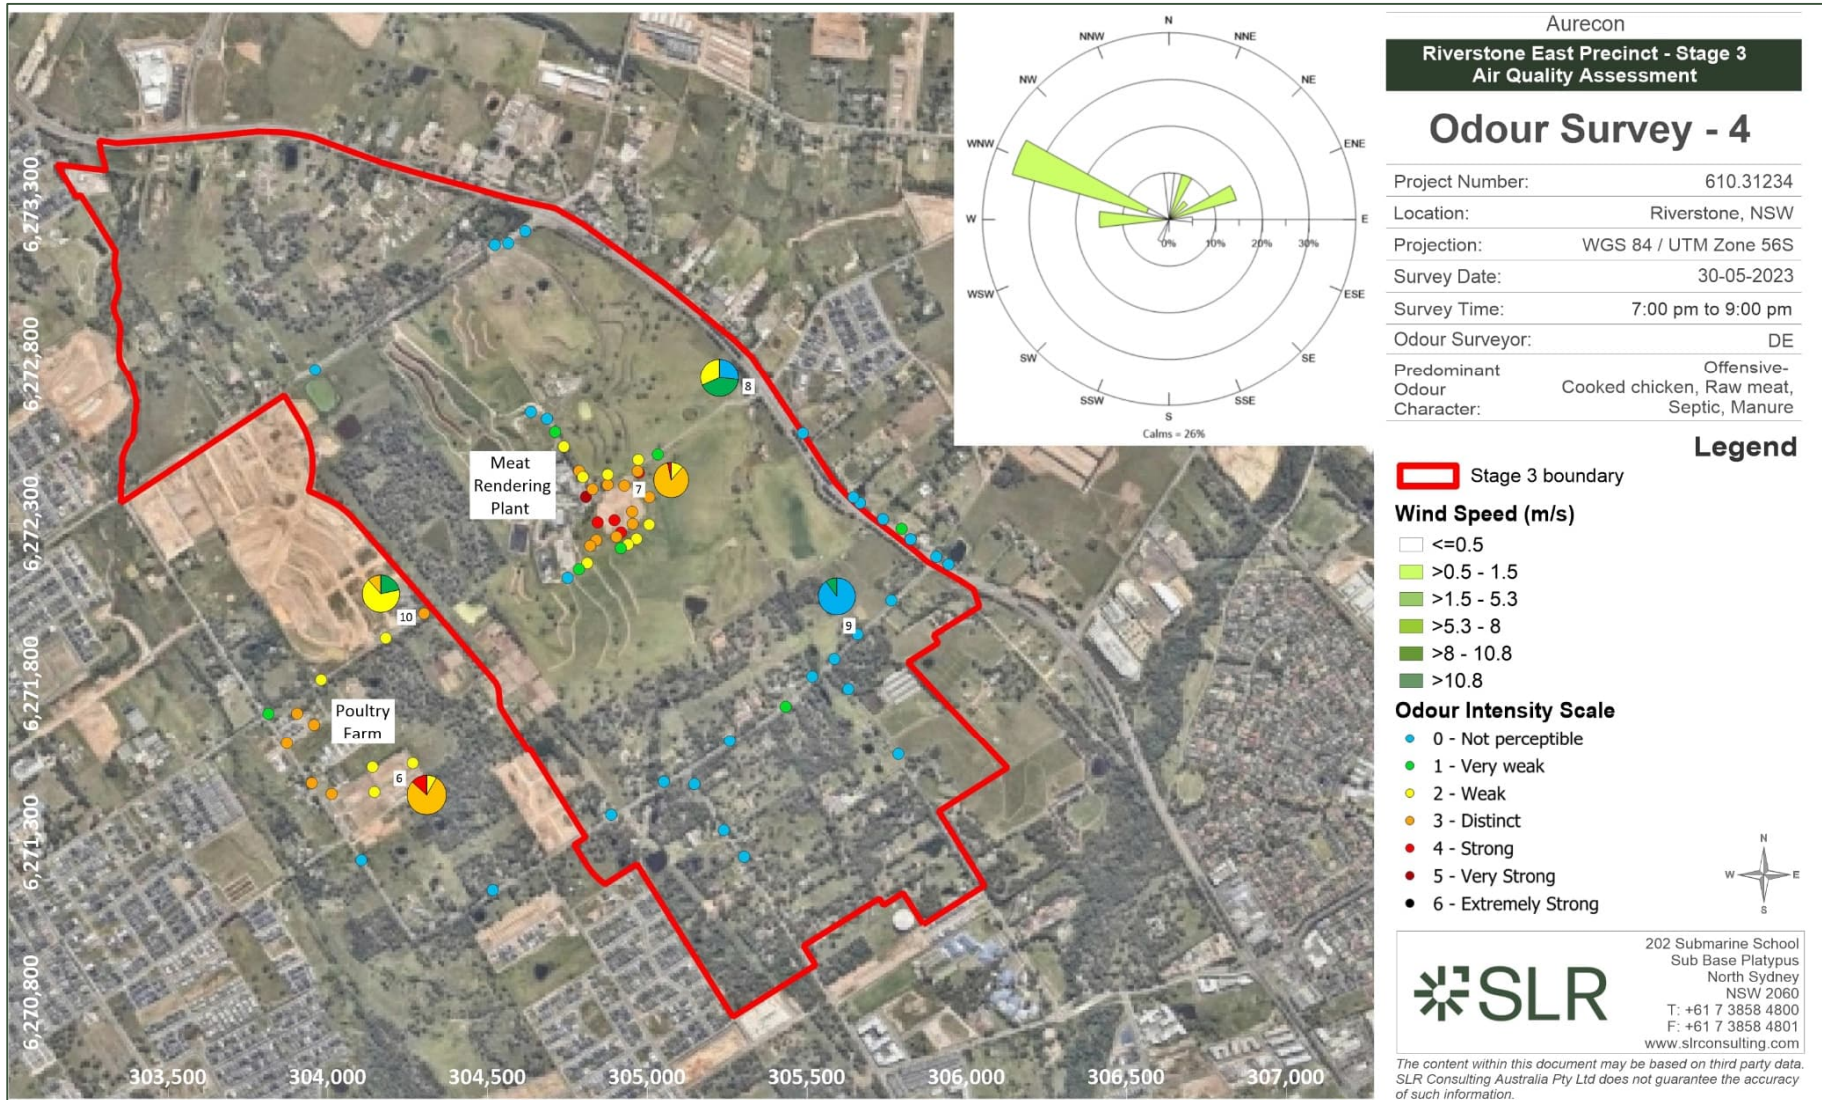 Aurecon
Riverstone East Precinct - Stage 3
Air Quality Assessment
Odour Survey - 4
Project Number: 610.31234
Location: Riverstone, NSW
Projection: WGS 84 / UTM Zone 56S
Survey Date: 30-05-2023
Survey Time: 7:00 pm to 9:00 pm
Odour Surveyor: DE
Predominant
Odour
Character:
Offensive-
Cooked chicken, Raw meat,
Septic, Manure
Legend
Stage 3 boundary
Wind Speed (m/s)
<=0.5
>0.5 - 1.5
>1.5 - 5.3
>5.3 - 8
>8 - 10.8
>10.8
Odour Intensity Scale
0 - Not perceptible
1 - Very weak
2 - Weak
3 - Distinct
4 - Strong
5 - Very Strong
6 - Extremely Strong
N
W E
S
SLR
202 Submarine School
Sub Base Platypus
North Sydney
NSW 2060
T: +61 7 3858 4800
F: +61 7 3858 4801
www.slrconsulting.com
The content within this document may be based on third party data.
SLR Consulting Australia Pty Ltd does not guarantee the accuracy
of such information.
N
NNW NNE
NW NE
WNW ENE
W E
0% 10% 20% 30%
WSW ESE
SW SE
SSW SSE
S
Calms = 26%
Meat
Rendering
Plant
Poultry
Farm
8
7
10
9
6
6,273,300
6,272,800
6,272,300
6,271,800
6,271,300
6,270,800
303,500 304,000 304,500 305,000 305,500 306,000 306,500 307,000